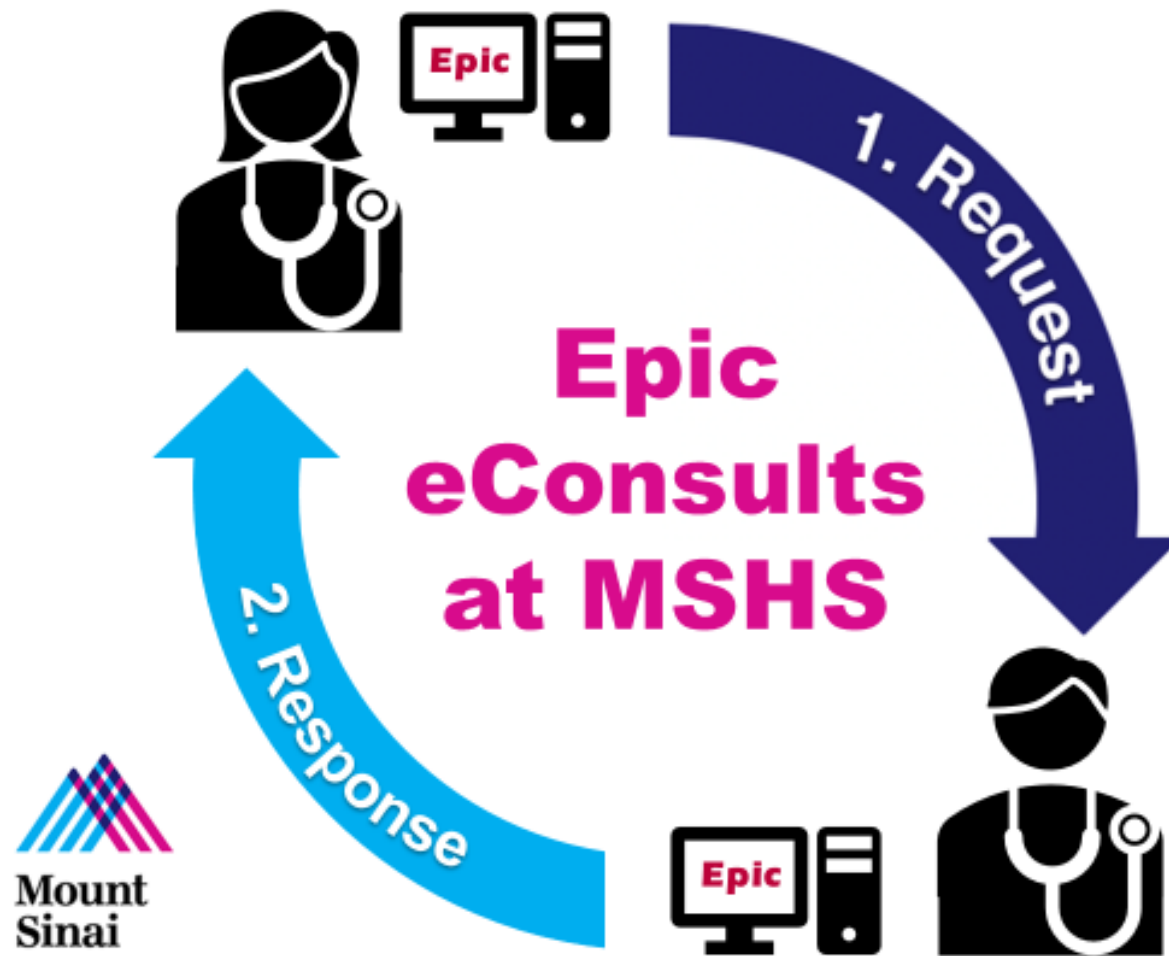 Epic
1. Request
Epic
eConsults
at MSHS
2. Response
Mount
Sinai
Epic